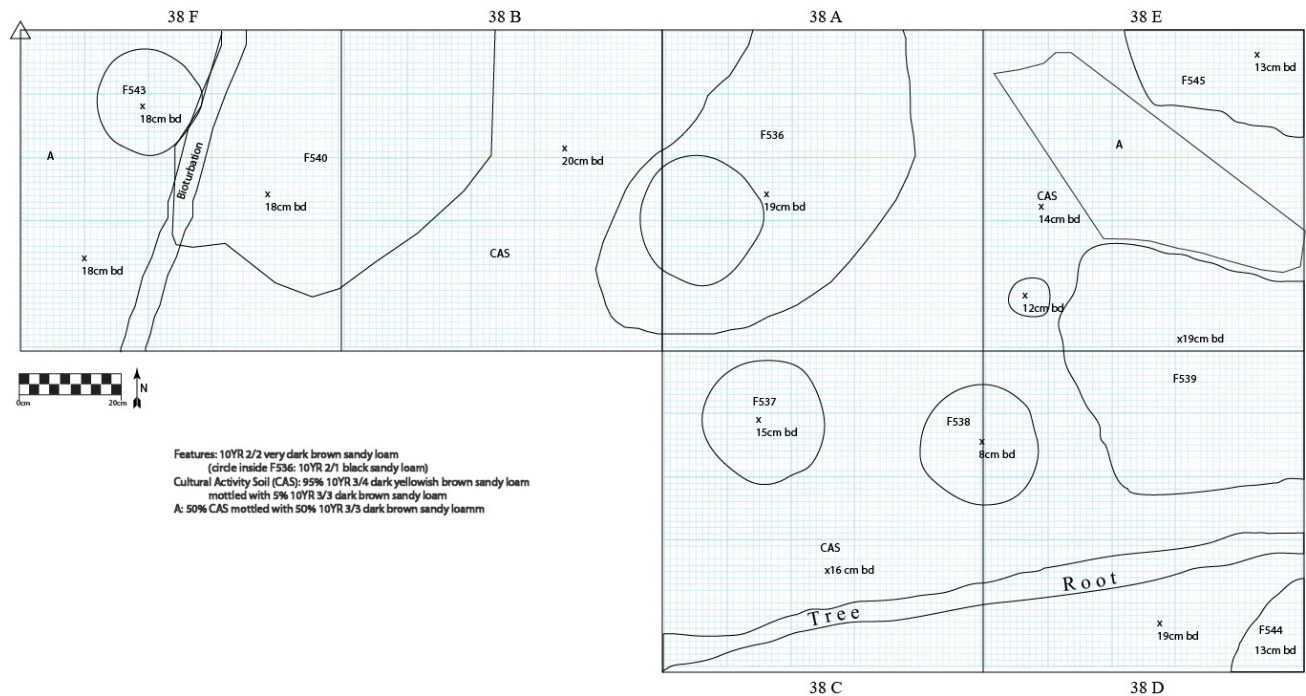 38 F
38 B
38 A
38 E
F543
x
18cm bd
A
Bioturbation
F540
x
18cm bd
x
18cm bd
x
20cm bd
CAS
F536
x
19cm bd
F545
x
13cm bd
A
CAS
x
14cm bd
x
12cm bd
x19cm bd
F539
F537
x
15cm bd
F538
x
8cm bd
CAS
x16 cm bd
Tree Root
x
19cm bd
F544
13cm bd
38 C
38 D
0cm
20cm
N
Features: 10YR 2/2 very dark brown sandy loam
(circle inside F536: 10YR 2/1 black sandy loam)
Cultural Activity Soil (CAS): 95% 10YR 3/4 dark yellowish brown sandy loam
mottled with 5% 10YR 3/3 dark brown sandy loam
A: 50% CAS mottled with 50% 10YR 3/3 dark brown sandy loamm